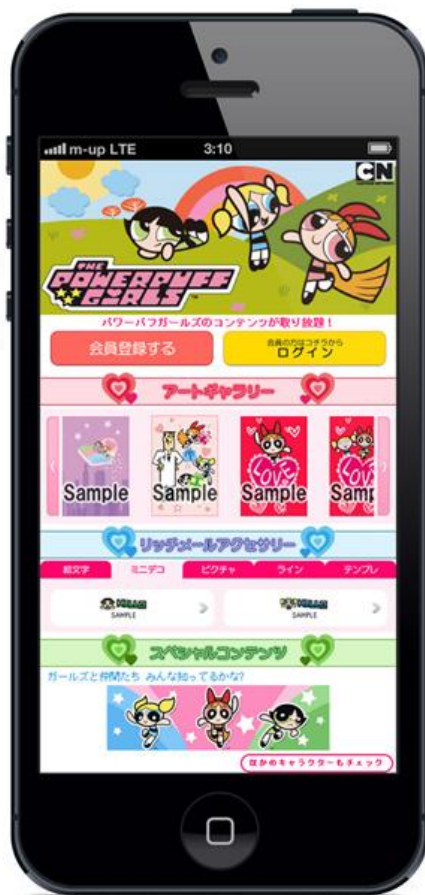 m-up LTE 3:10
CN
THE
POWERPUFF
GIRLS
パワーパフガールズのコンテンツが取り放題！
会員登録する
会員の方はコチラから
ログイン
アートギャラリー
Sample Sample Sample Samp
リッチメールアクセサリー
絵文字 ミニデコ ピクチャ ライン テンプレ
SAMPLE SAMPLE
スペシャルコンテンツ
ガールズと仲間たち みんな知ってるかな?
ほかのキャラクターもチェック